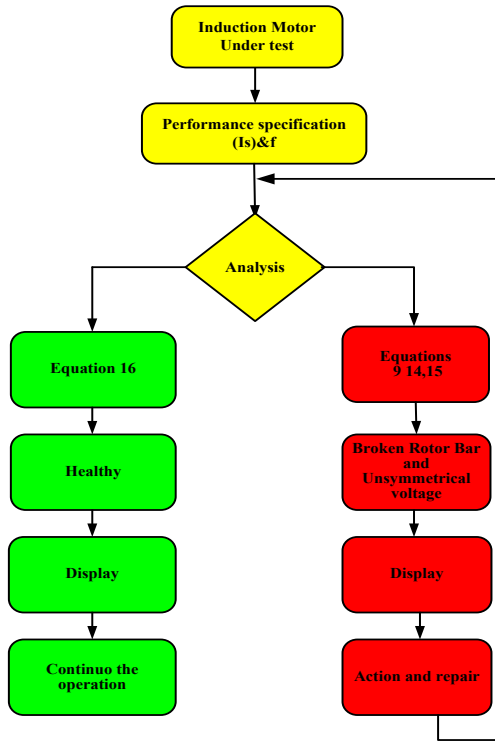 Induction Motor
Under test
Performance specification
(Is)&f
Analysis
Equation 16
Healthy
Display
Continuo the
operation
Equations
9 14,15
Broken Rotor Bar
and
Unsymmetrical
voltage
Display
Action and repair